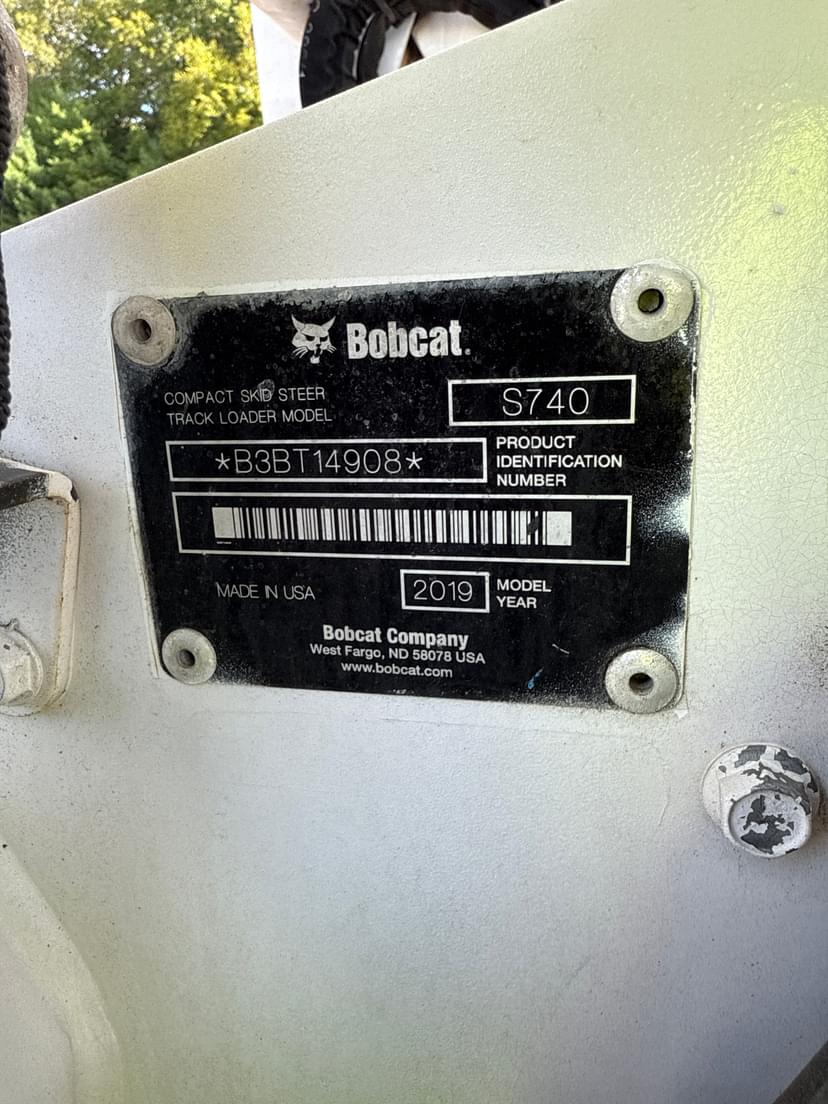 Bobcat.
COMPACT SKID STEER
TRACK LOADER MODEL
S740
*B3BT14908*
PRODUCT
IDENTIFICATION
NUMBER
MADE IN USA
2019
MODEL
YEAR
Bobcat Company
West Fargo, ND 58078 USA
www.bobcat.com